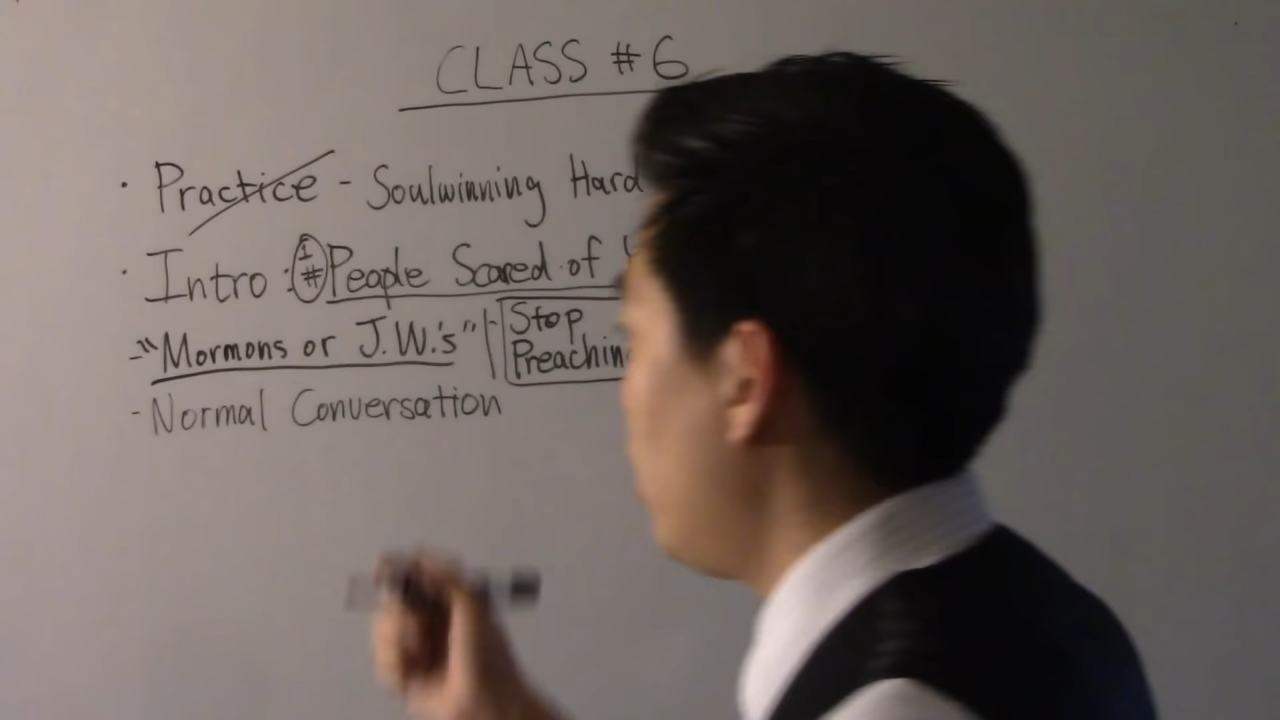 CLASS #6
· Practice - Soulwinning Hard
· Intro : #1 People Scared of
- "Mormons or J.W.'s" | - Stop Preachin
- Normal Conversation